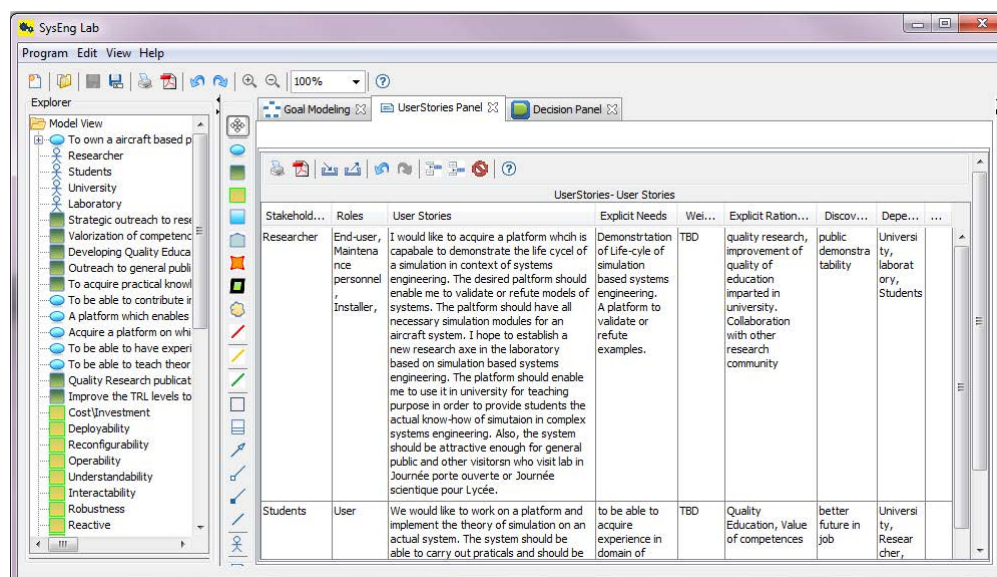 SysEng Lab
Program Edit View Help
100%
Explorer
Model View
To own a aircraft based p
Researcher
Students
University
Laboratory
Strategic outreach to rese
Valorization of competenc
Developing Quality Educa
Outreach to general publi
To acquire practical knowl
To be able to contribute ir
A platform which enables
Acquire a platform on whi
To be able to have experi
To be able to teach theor
Quality Research publicat
Improve the TRL levels to
Cost\Investment
Deployability
Reconfigurability
Operability
Understandability
Interactability
Robustness
Reactive
Goal Modeling
UserStories Panel
Decision Panel
UserStories- User Stories
Stakehold... Roles User Stories Explicit Needs Wei... Explicit Ration... Discov... Depe... ...
Researcher
End-user,
Maintena
nce
personnel
,
Installer,
I would like to acquire a platform whcih is
capabale to demonstrate the life cycel of
a simulation in context of systems
engineering. The desired paltform should
enable me to validate or refute models of
systems. The paltform should have all
necessary simulation modules for an
aircraft system. I hope to establish a
new research axe in the laboratory
based on simulation based systems
engineering. The platform should enable
me to use it in university for teaching
purpose in order to provide students the
actual know-how of simutaion in complex
systems engineering. Also, the system
should be attractive enough for general
public and other visitorsn who visit lab in
Journée porte ouverte or Journée
scientique pour Lycée.
Demonstrtation
of Life-cyle of
simulation
based systems
engineering.
A platform to
validate or
refute
examples.
TBD
quality research,
improvement of
quality of
education
imparted in
university.
Collaboration
with other
research
community
public
demonstra
tability
Universi
ty,
laborat
ory,
Students
Students
User
We would like to work on a platform and
implement the theory of simulation on an
actual system. The system should be
able to carry out praticals and should be
to be able to
acquire
experience in
domain of
TBD
Quality
Education, Value
of competences
better
future in
job
Universi
ty,
Resear
cher,